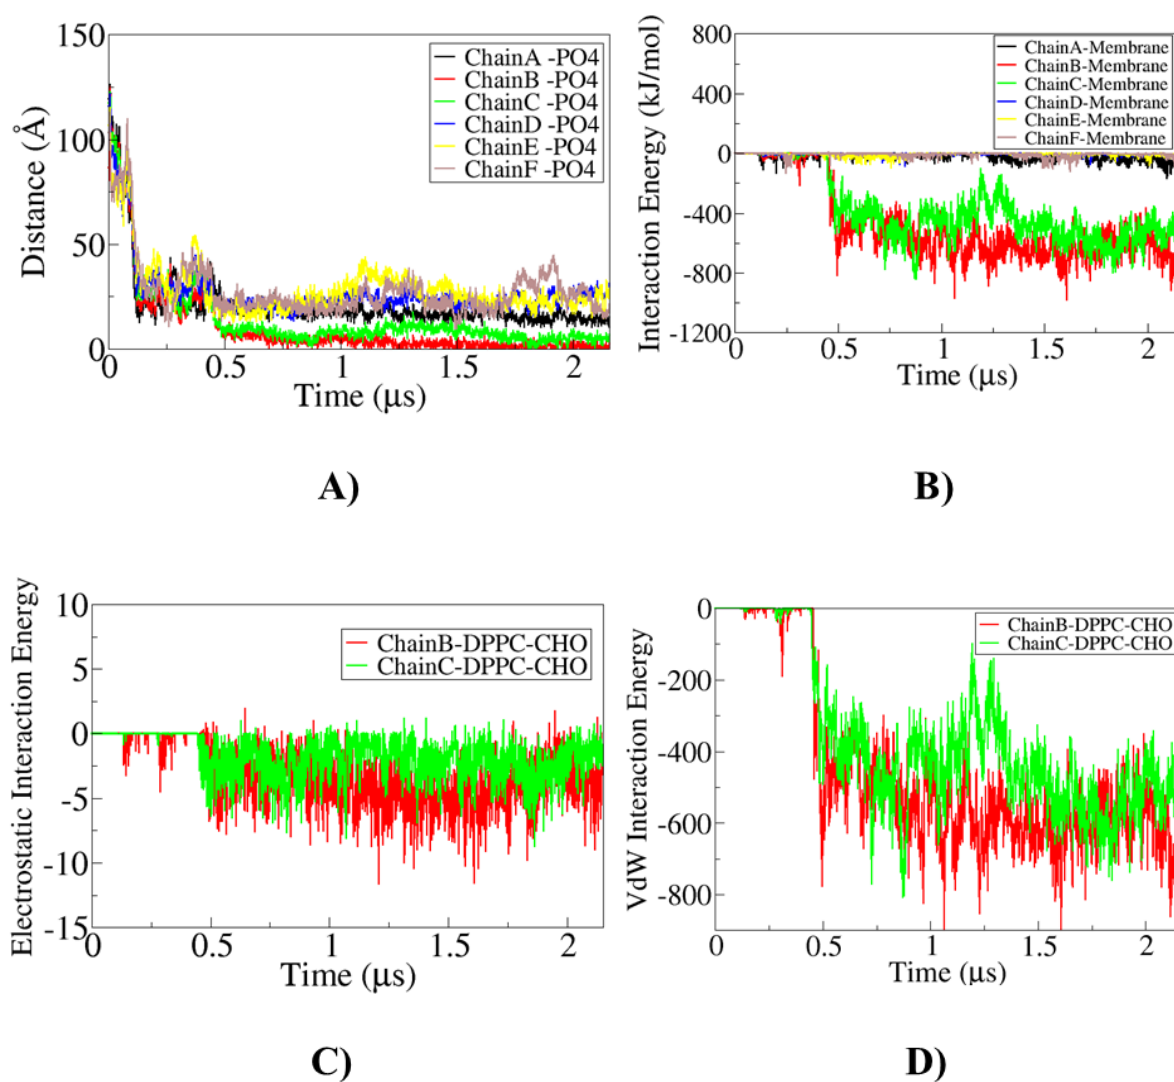 150
100
50
0
Distance (Å)
ChainA -PO4
ChainB -PO4
ChainC -PO4
ChainD -PO4
ChainE -PO4
ChainF -PO4
0 0.5 1 1.5 2
Time (μs)
A)
800
400
0
-400
-800
-1200
Interaction Energy (kJ/mol)
ChainA-Membrane
ChainB-Membrane
ChainC-Membrane
ChainD-Membrane
ChainE-Membrane
ChainF-Membrane
0 0.5 1 1.5 2
Time (μs)
B)
10
5
0
-5
-10
-15
Electrostatic Interaction Energy
ChainB-DPPC-CHO
ChainC-DPPC-CHO
0 0.5 1 1.5 2
Time (μs)
C)
0
-200
-400
-600
-800
VdW Interaction Energy
ChainB-DPPC-CHO
ChainC-DPPC-CHO
0 0.5 1 1.5 2
Time (μs)
D)